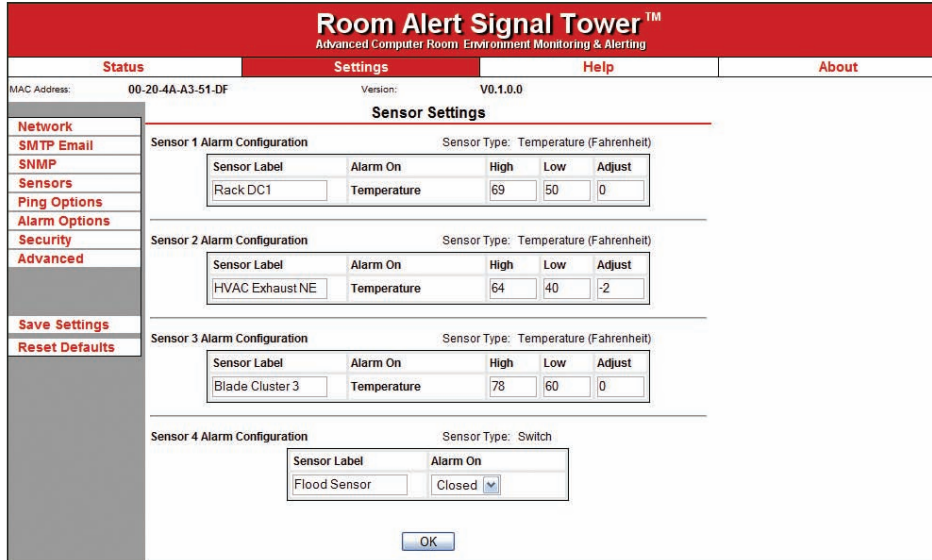 Room Alert Signal Tower ™
Advanced Computer Room Environment Monitoring & Alerting
Status Settings Help About
MAC Address: 00-20-4A-A3-51-DF Version: V0.1.0.0
Network
SMTP Email
SNMP
Sensors
Ping Options
Alarm Options
Security
Advanced
Save Settings
Reset Defaults
Sensor Settings
Sensor 1 Alarm Configuration Sensor Type: Temperature (Fahrenheit)
Sensor Label Alarm On High Low Adjust
Rack DC1 Temperature 69 50 0
Sensor 2 Alarm Configuration Sensor Type: Temperature (Fahrenheit)
Sensor Label Alarm On High Low Adjust
HVAC Exhaust NE Temperature 64 40 -2
Sensor 3 Alarm Configuration Sensor Type: Temperature (Fahrenheit)
Sensor Label Alarm On High Low Adjust
Blade Cluster 3 Temperature 78 60 0
Sensor 4 Alarm Configuration Sensor Type: Switch
Sensor Label Alarm On
Flood Sensor Closed
OK